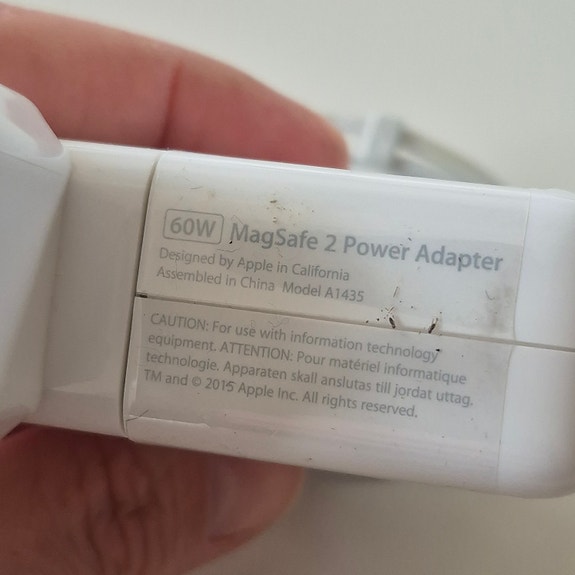 60W MagSafe 2 Power Adapter
Designed by Apple in California
Assembled in China Model A1435
CAUTION: For use with information technology
equipment. ATTENTION: Pour matériel informatique
technologie. Apparaten skall anslutas till jordat uttag.
TM and © 2015 Apple Inc. All rights reserved.